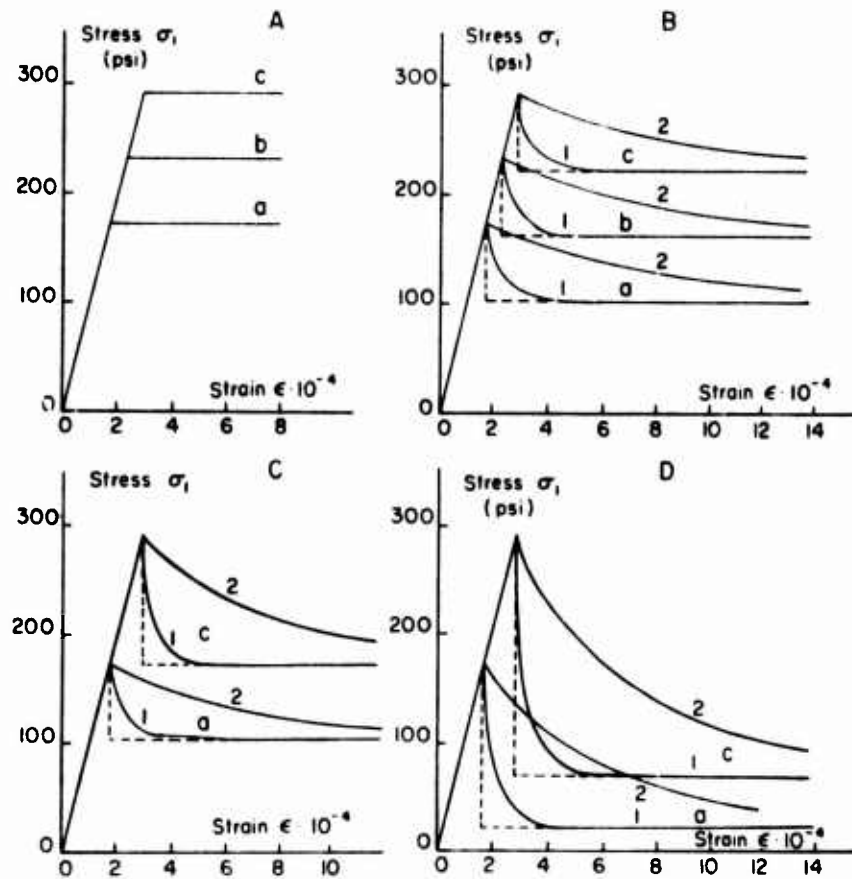 A
Stress σ₁
(psi)
300
200
100
0
c
b
a
Strain ϵ·10⁻⁴
0 2 4 6 8
B
Stress σ₁
(psi)
300
200
100
0
2
1 c
2
1 b
2
1 a
Strain ϵ·10⁻⁴
0 2 4 6 8 10 12 14
C
Stress σ₁
300
200
100
0
2
1 c
2
1 a
Strain ϵ·10⁻⁴
0 2 4 6 8 10
D
Stress σ₁
(psi)
300
200
100
0
2
1 c
2
1 a
Strain ϵ·10⁻⁴
0 2 4 6 8 10 12 14